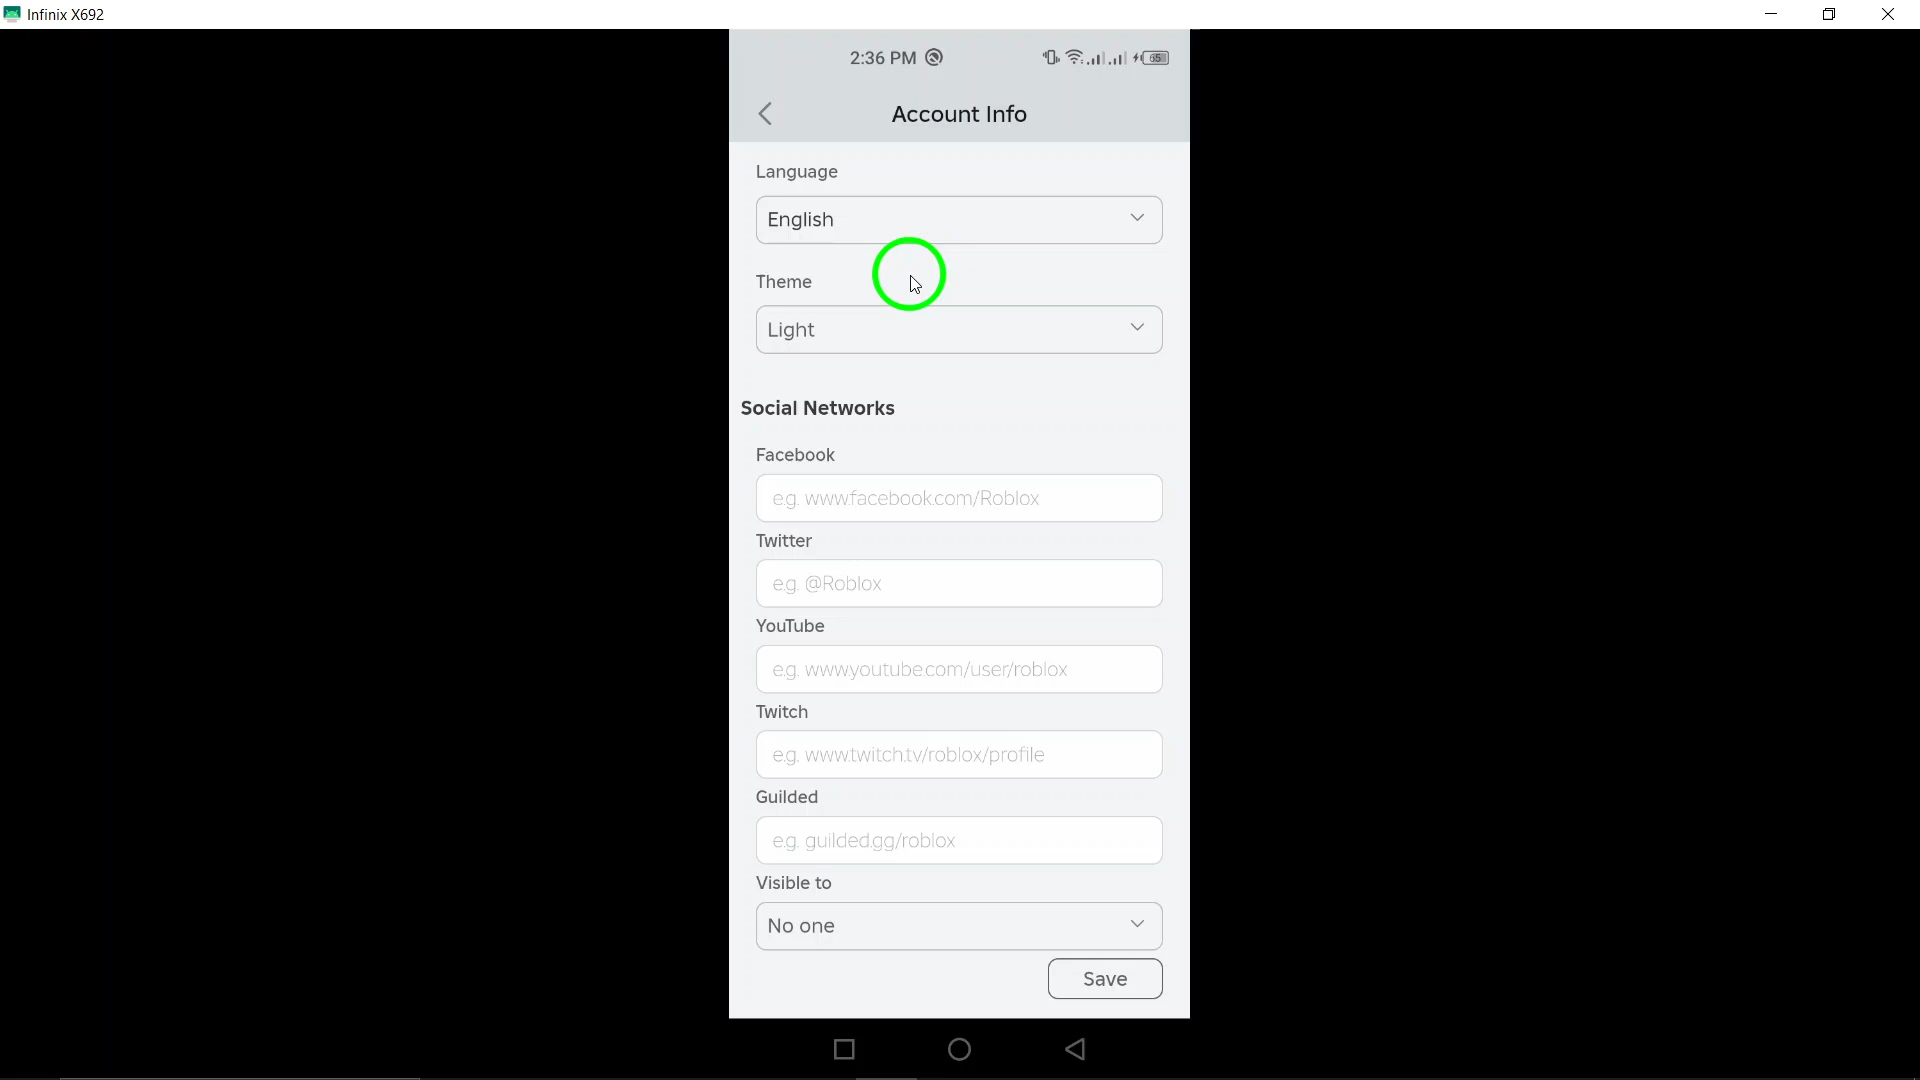 Infinix X692
2:36 PM
65
Account Info
Language
English
Theme
Light
Social Networks
Facebook
e.g. www.facebook.com/Roblox
Twitter
e.g. @Roblox
YouTube
e.g. www.youtube.com/user/roblox
Twitch
e.g. www.twitch.tv/roblox/profile
Guilded
e.g. guilded.gg/roblox
Visible to
No one
Save